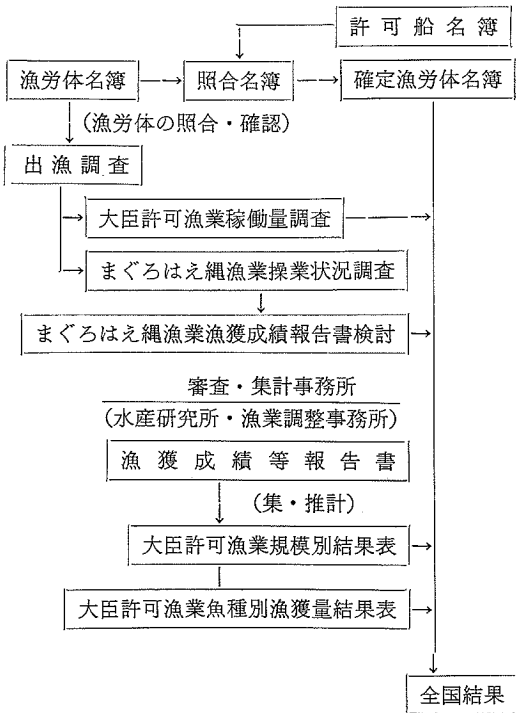 許可船名簿
漁労体名簿
照合名簿
確定漁労体名簿
(漁労体の照合・確認)
出漁調査
大臣許可漁業稼働量調査
まぐろはえ縄漁業操業状況調査
まぐろはえ縄漁業漁獲成績報告書検討
審査・集計事務所
(水産研究所・漁業調整事務所)
漁獲成績等報告書
(集・推計)
大臣許可漁業規模別結果表
大臣許可漁業魚種別漁獲量結果表
全国結果